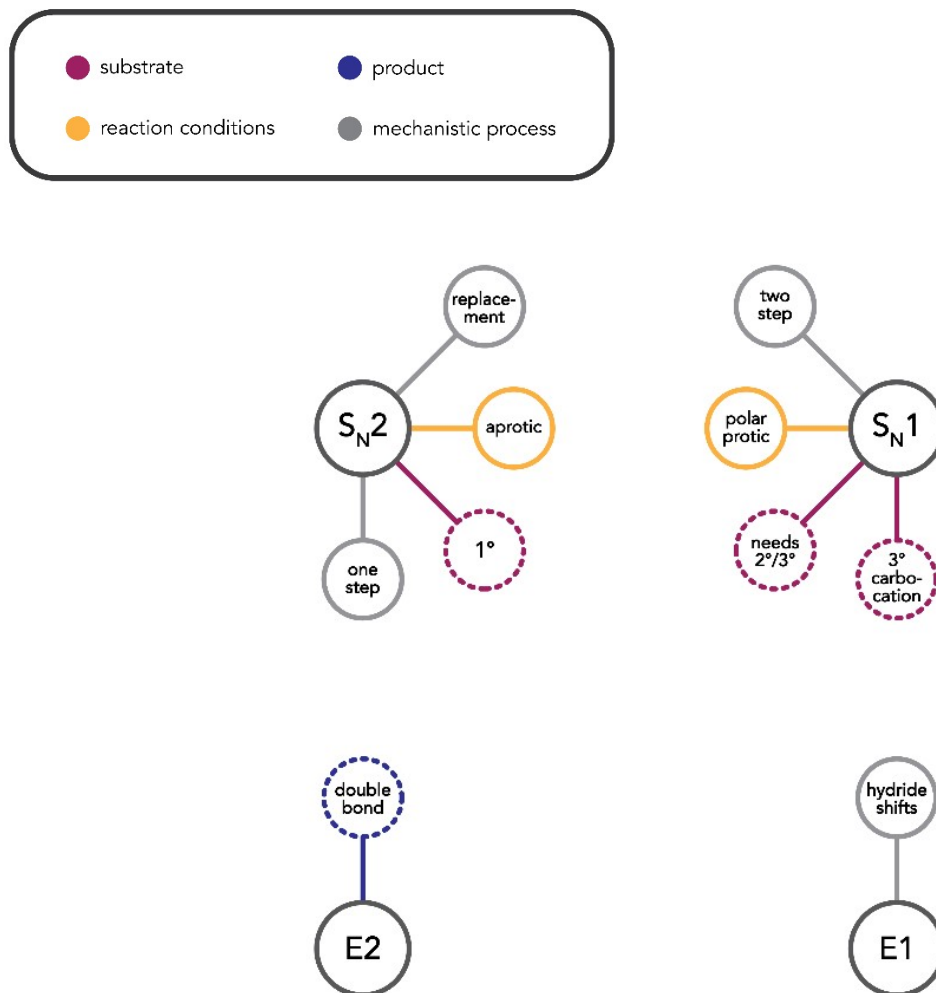 substrate
product
reaction conditions
mechanistic process
replace-
ment
two
step
SN2
aprotic
polar
protic
SN1
one
step
1°
needs
2°/3°
3°
carbo-
cation
double
bond
hydride
shifts
E2
E1